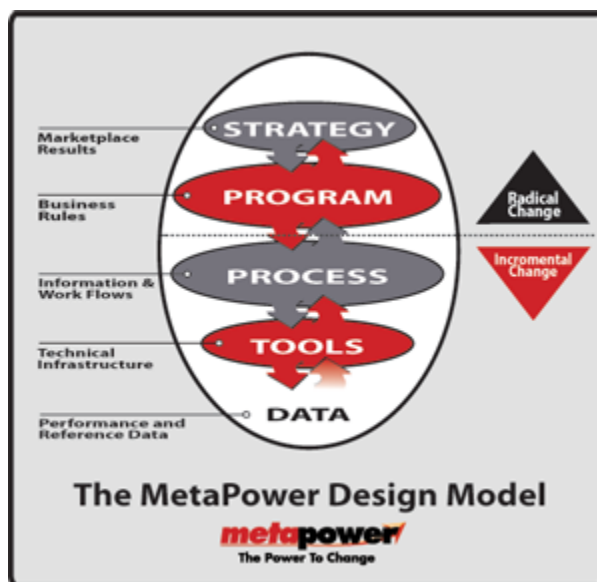 STRATEGY
Marketplace
Results
PROGRAM
Business
Rules
Radical
Change
PROCESS
Incromental
Change
Information &
Work Flows
TOOLS
Technical
Infrastructure
DATA
Performance and
Reference Data
The MetaPower Design Model
metapower
The Power To Change